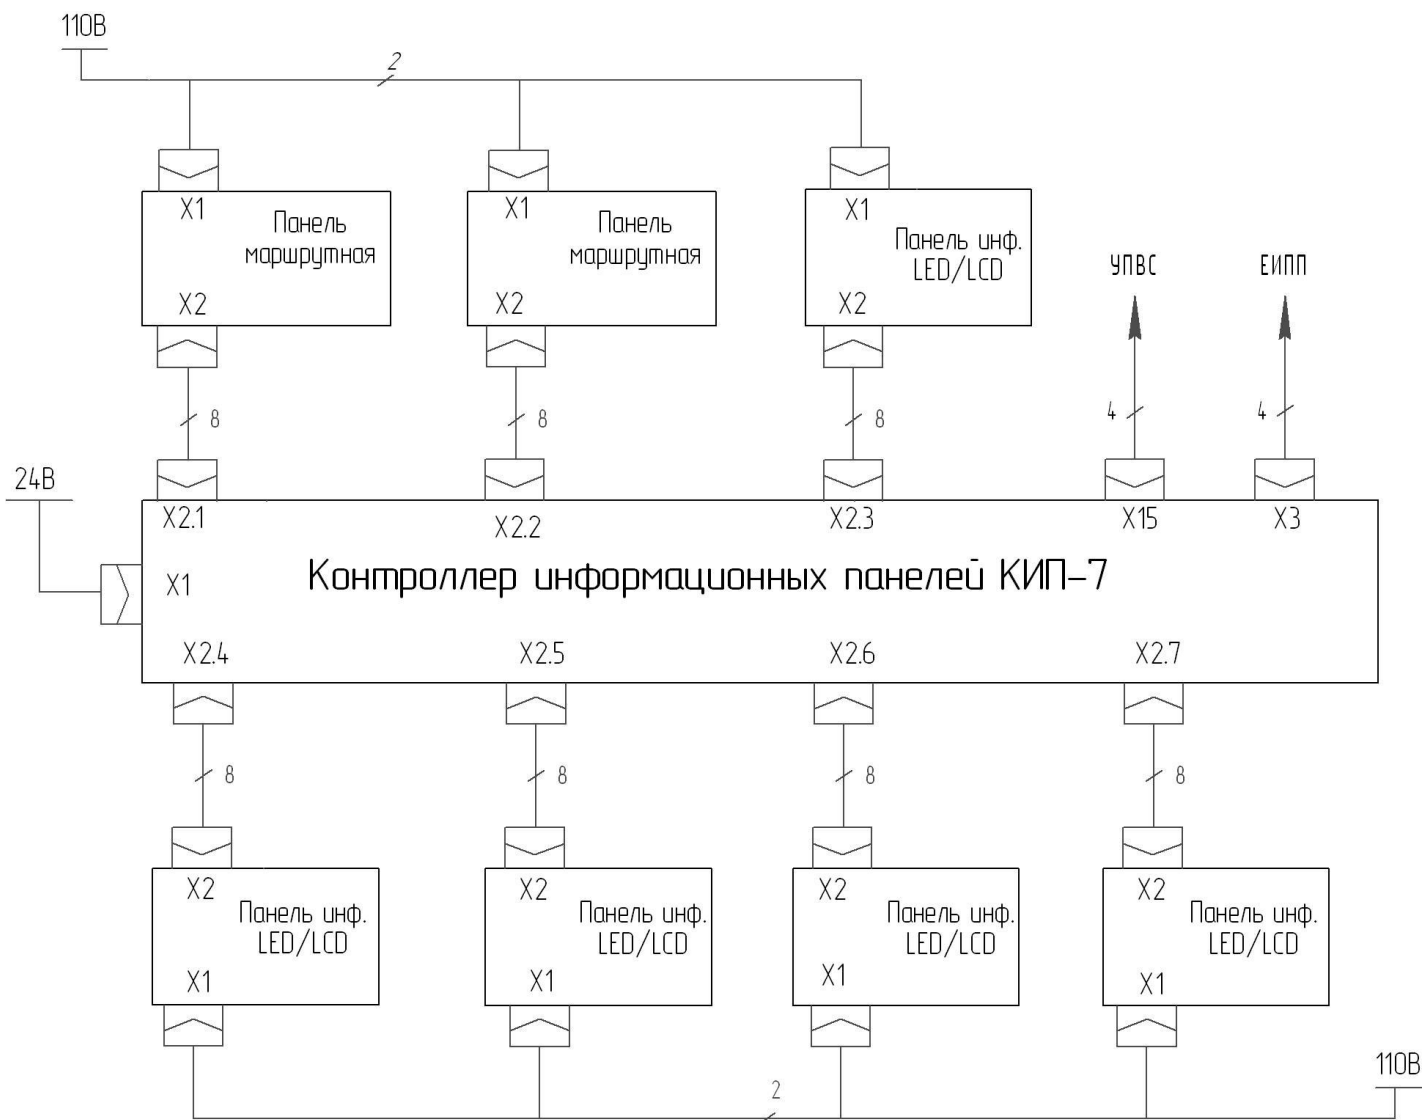 110В
2
X1
Панель
маршрутная
X2
X1
Панель
маршрутная
X2
X1
Панель инф.
LED/LCD
X2
УПВС
ЕИПП
8
8
8
4
4
24В
X2.1
X2.2
X2.3
X15
X3
X1
Контроллер информационных панелей КИП-7
X2.4
X2.5
X2.6
X2.7
8
8
8
8
X2
Панель инф.
LED/LCD
X1
X2
Панель инф.
LED/LCD
X1
X2
Панель инф.
LED/LCD
X1
X2
Панель инф.
LED/LCD
X1
2
110В